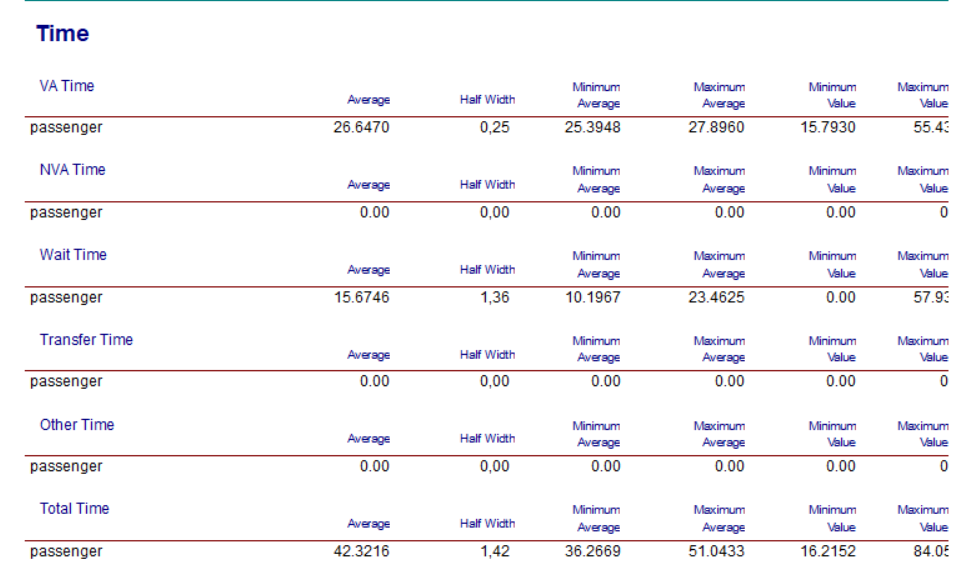 Time
VA Time
Average Half Width Minimum Average Maximum Average Minimum Value Maximum Value
passenger 26.6470 0,25 25.3948 27.8960 15.7930 55.43
NVA Time
Average Half Width Minimum Average Maximum Average Minimum Value Maximum Value
passenger 0.00 0,00 0.00 0.00 0.00 0
Wait Time
Average Half Width Minimum Average Maximum Average Minimum Value Maximum Value
passenger 15.6746 1,36 10.1967 23.4625 0.00 57.93
Transfer Time
Average Half Width Minimum Average Maximum Average Minimum Value Maximum Value
passenger 0.00 0,00 0.00 0.00 0.00 0
Other Time
Average Half Width Minimum Average Maximum Average Minimum Value Maximum Value
passenger 0.00 0,00 0.00 0.00 0.00 0
Total Time
Average Half Width Minimum Average Maximum Average Minimum Value Maximum Value
passenger 42.3216 1,42 36.2669 51.0433 16.2152 84.05